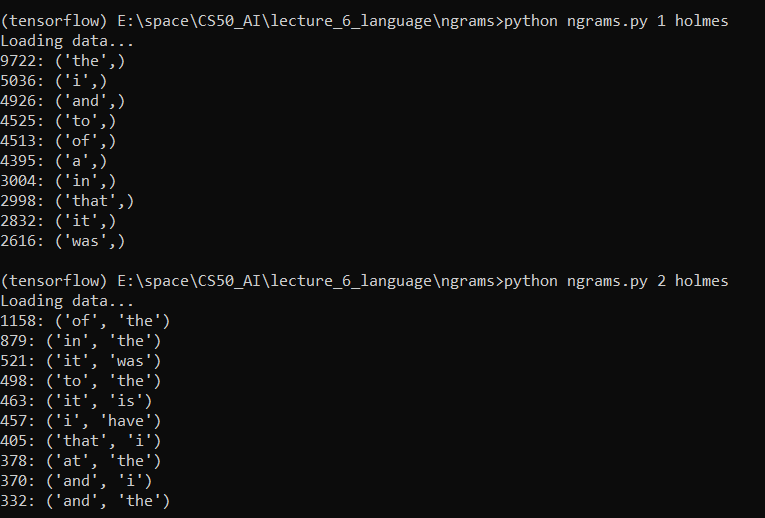 (tensorflow) E:\space\CS50_AI\lecture_6_language\ngrams>python ngrams.py 1 holmes
Loading data...
9722: ('the',)
5036: ('i',)
4926: ('and',)
4525: ('to',)
4513: ('of',)
4395: ('a',)
3004: ('in',)
2998: ('that',)
2832: ('it',)
2616: ('was',)
(tensorflow) E:\space\CS50_AI\lecture_6_language\ngrams>python ngrams.py 2 holmes
Loading data...
1158: ('of', 'the')
879: ('in', 'the')
521: ('it', 'was')
498: ('to', 'the')
463: ('it', 'is')
457: ('i', 'have')
405: ('that', 'i')
378: ('at', 'the')
370: ('and', 'i')
332: ('and', 'the')